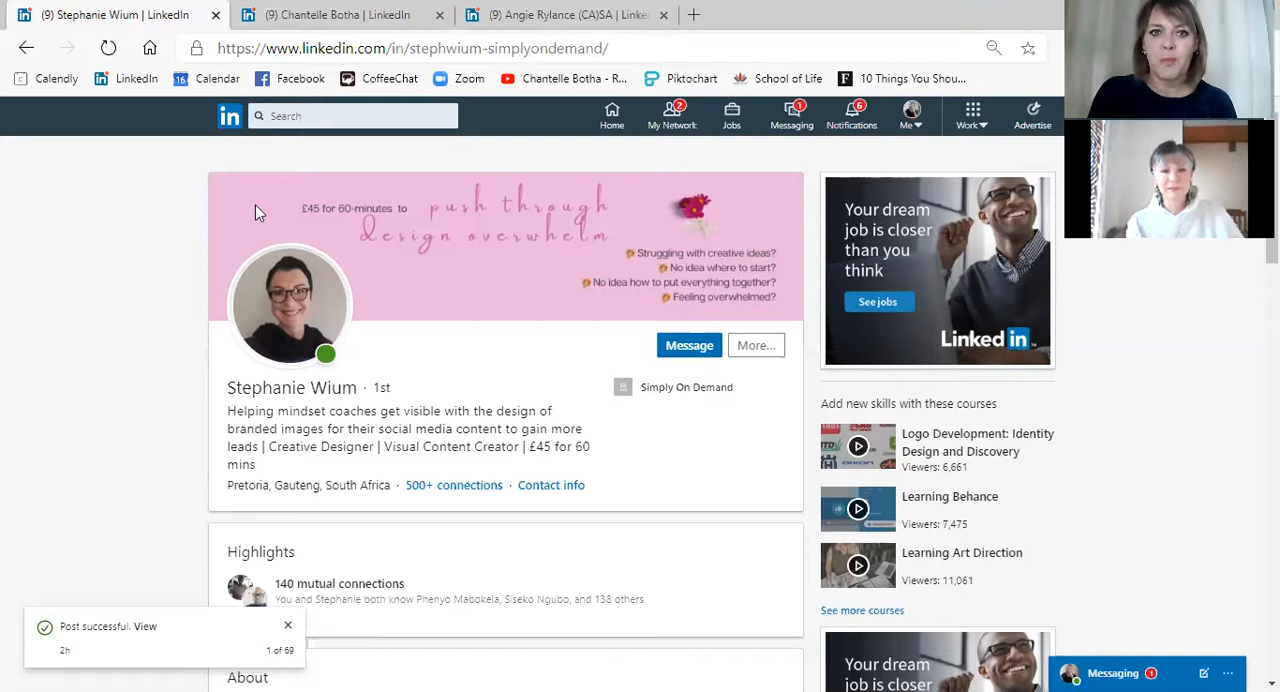 (9) Stephanie Wium | LinkedIn
(9) Chantelle Botha | LinkedIn
(9) Angie Rylance (CA)SA | Linke
https://www.linkedin.com/in/stephwium-simplyondemand/
Calendly
LinkedIn
16
Calendar
Facebook
CoffeeChat
Zoom
Chantelle Botha - R...
Piktochart
School of Life
F
10 Things You Shou...
in
Search
Home
2
My Network
Jobs
1
Messaging
6
Notifications
Me
Work
Advertise
£45 for 60-minutes to push through
design overwhelm
Struggling with creative ideas?
No idea where to start?
No idea how to put everything together?
Feeling overwhelmed?
Message
More...
Stephanie Wium · 1st
Simply On Demand
Helping mindset coaches get visible with the design of
branded images for their social media content to gain more
leads | Creative Designer | Visual Content Creator | £45 for 60
mins
Pretoria, Gauteng, South Africa · 500+ connections · Contact info
Highlights
140 mutual connections
You and Stephanie both know Phenyo Mabokela, Siseko Ngubo, and 138 others
About
Post successful. View
2h
1 of 69
Your dream
job is closer
than you
think
See jobs
LinkedIn
Add new skills with these courses
Logo Development: Identity
Design and Discovery
Viewers: 6,661
Learning Behance
Viewers: 7,475
Learning Art Direction
Viewers: 11,061
See more courses
Your dream
job is closer
Messaging
1